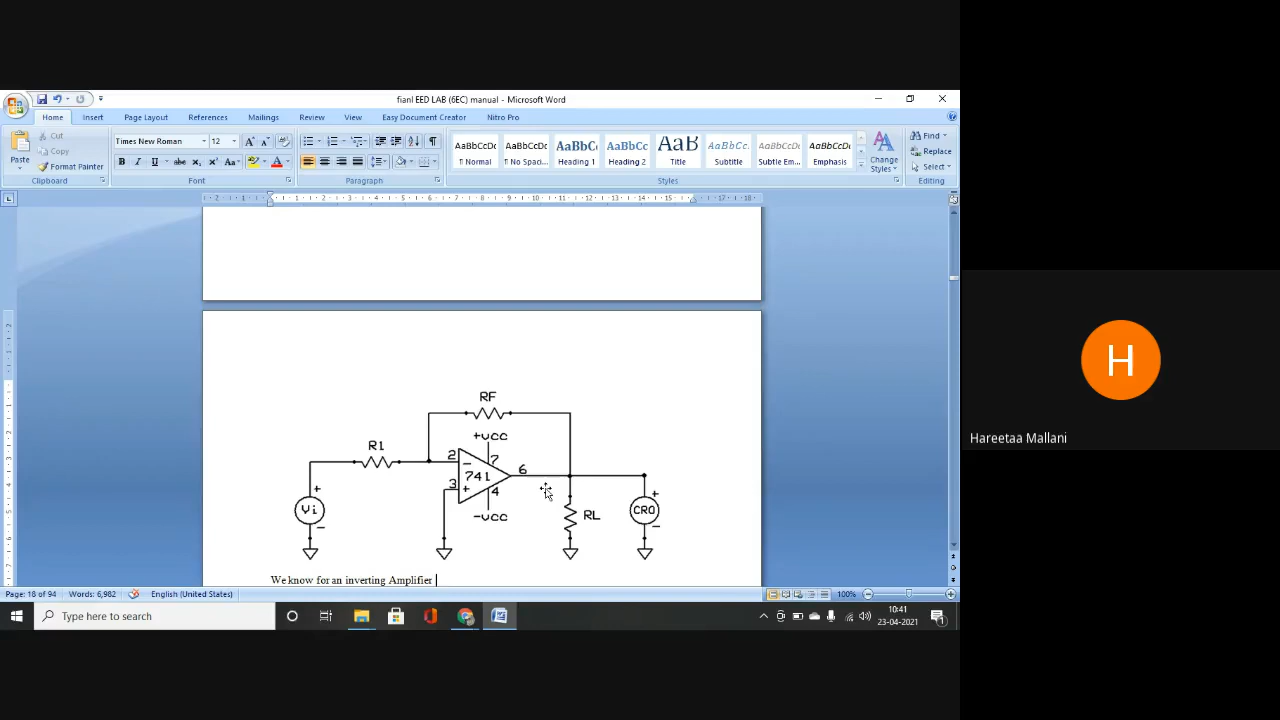 fianl EED LAB (6EC) manual - Microsoft Word
Home Insert Page Layout References Mailings Review View Easy Document Creator Nitro Pro
Paste
Cut
Copy
Format Painter
Clipboard
Times New Roman 12
Font
Paragraph
AaBbCcDc AaBbCcDc AaBbC AaBbCc AaB AaBbCc. AaBbCcDc AaBbCcDc
¶ Normal ¶ No Spaci... Heading 1 Heading 2 Title Subtitle Subtle Em... Emphasis
Change Styles
Styles
Find
Replace
Select
Editing
RF
+VCC
R1
2 7
741 6
3 4
-VCC
Vi
RL
CRO
We know for an inverting Amplifier
Page: 18 of 94 Words: 6,982 English (United States) 100%
Type here to search
10:41
23-04-2021
H
Hareetaa Mallani